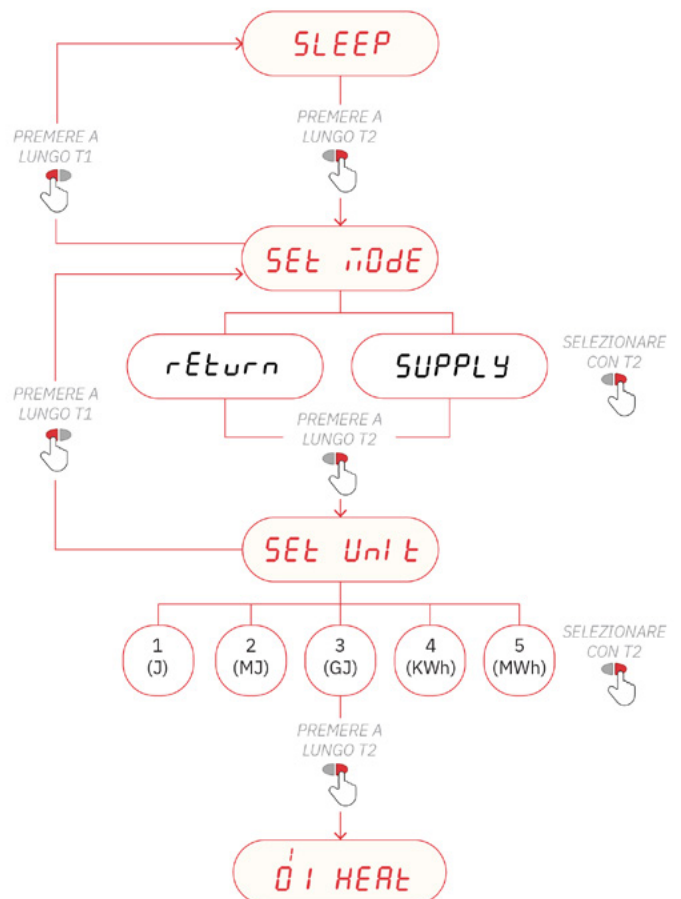 SLEEP
PREMERE A
LUNGO T1
PREMERE A
LUNGO T2
SEt MOdE
rEturn
SUPPLY
SELEZIONARE
CON T2
PREMERE A
LUNGO T1
PREMERE A
LUNGO T2
SEt UnIt
1
(J)
2
(MJ)
3
(GJ)
4
(KWh)
5
(MWh)
SELEZIONARE
CON T2
PREMERE A
LUNGO T2
01 HEAt